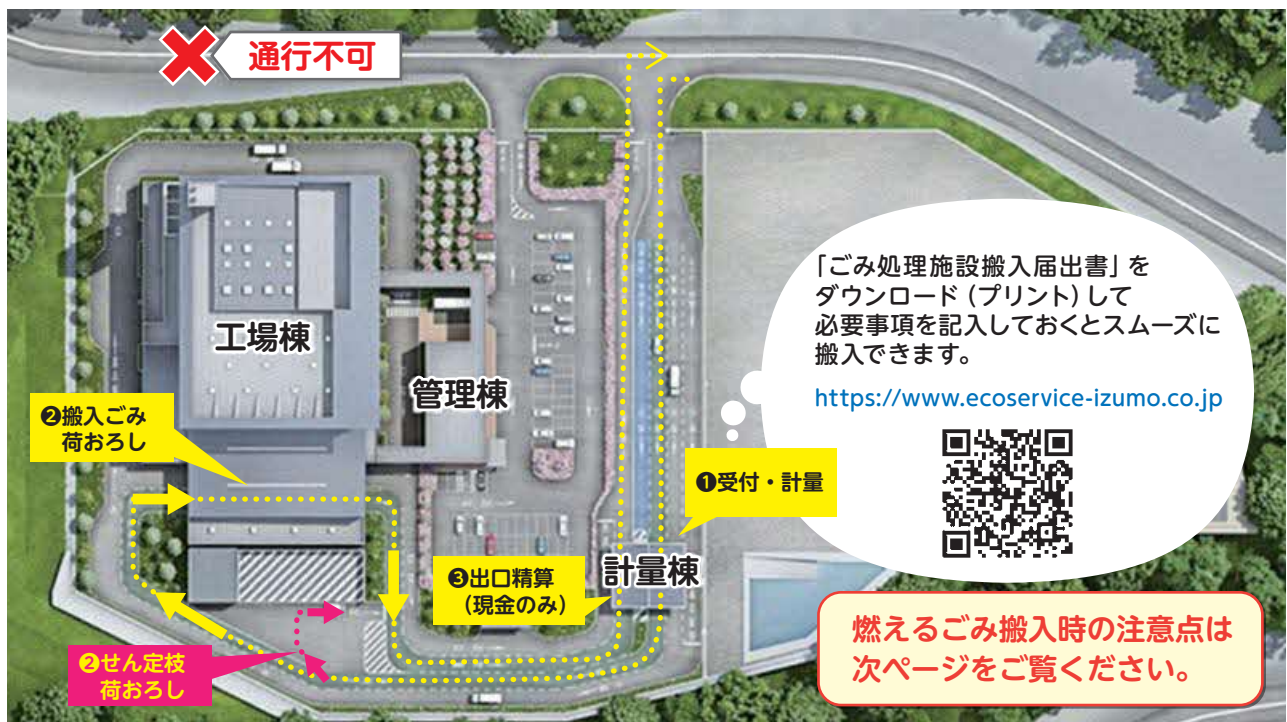 通行不可
工場棟
管理棟
❷搬入ごみ
荷おろし
「ごみ処理施設搬入届出書」を
ダウンロード（プリント）して
必要事項を記入しておくとスムーズに
搬入できます。
https://www.ecoservice-izumo.co.jp
❶受付・計量
計量棟
❸出口精算
（現金のみ）
❷せん定枝
荷おろし
燃えるごみ搬入時の注意点は
次ページをご覧ください。